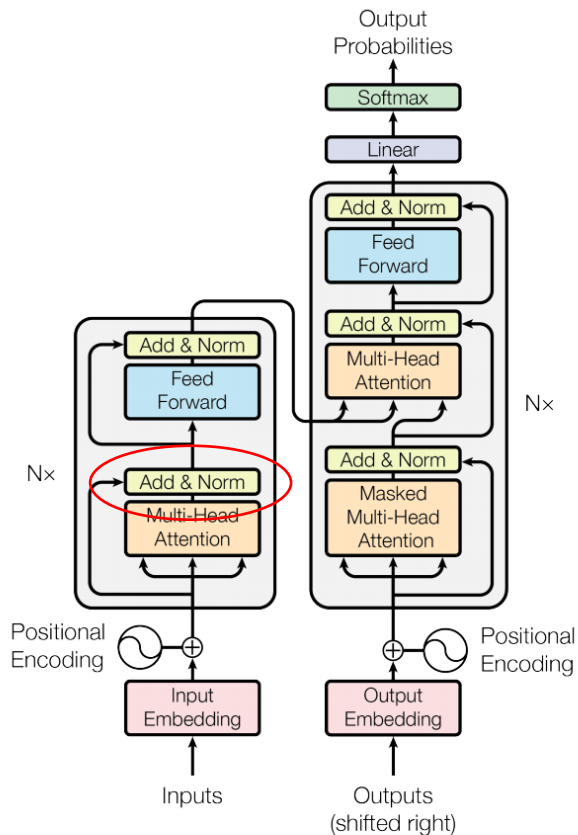 Output
Probabilities
Softmax
Linear
Add & Norm
Feed
Forward
Add & Norm
Multi-Head
Attention
Add & Norm
Masked
Multi-Head
Attention
N×
Add & Norm
Feed
Forward
Add & Norm
Multi-Head
Attention
N×
Positional
Encoding
Positional
Encoding
Input
Embedding
Output
Embedding
Inputs
Outputs
(shifted right)